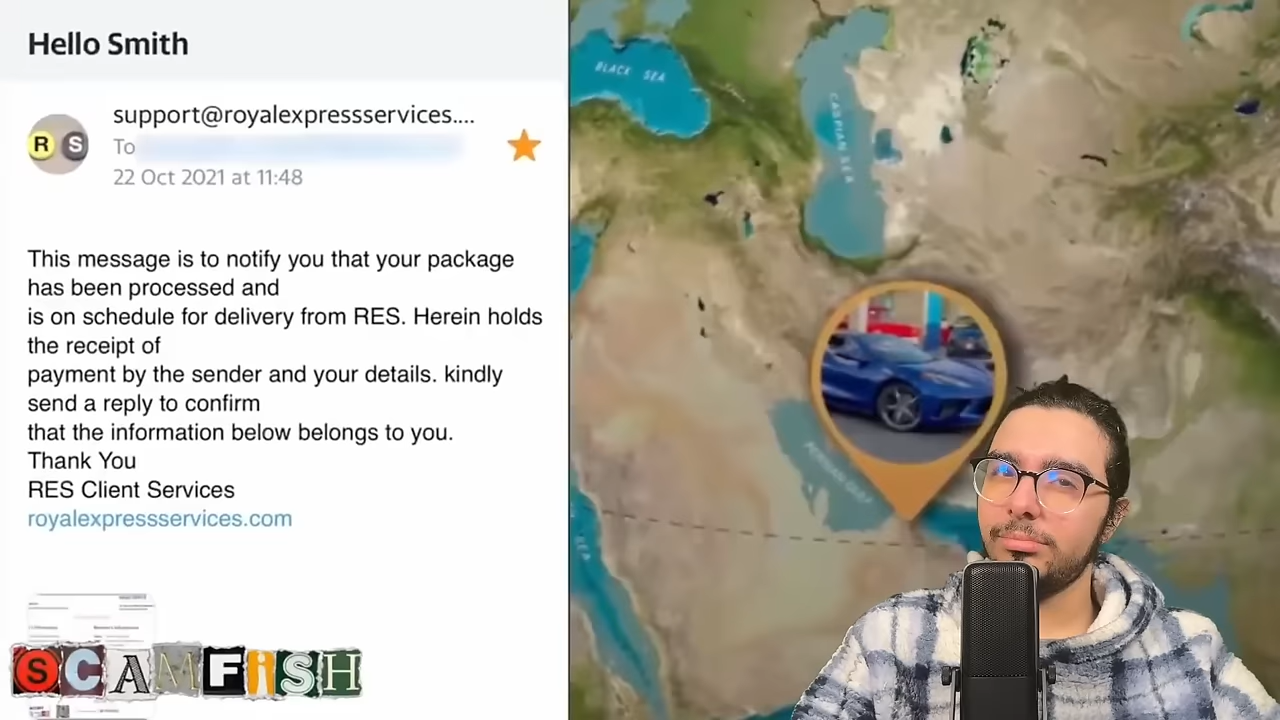 Hello Smith
R S
support@royalexpressservices....
To
22 Oct 2021 at 11:48
This message is to notify you that your package
has been processed and
is on schedule for delivery from RES. Herein holds
the receipt of
payment by the sender and your details. kindly
send a reply to confirm
that the information below belongs to you.
Thank You
RES Client Services
royalexpressservices.com
SCAMFiSH
BLACK SEA
CASPIAN SEA
PERSIAN GULF
SEA